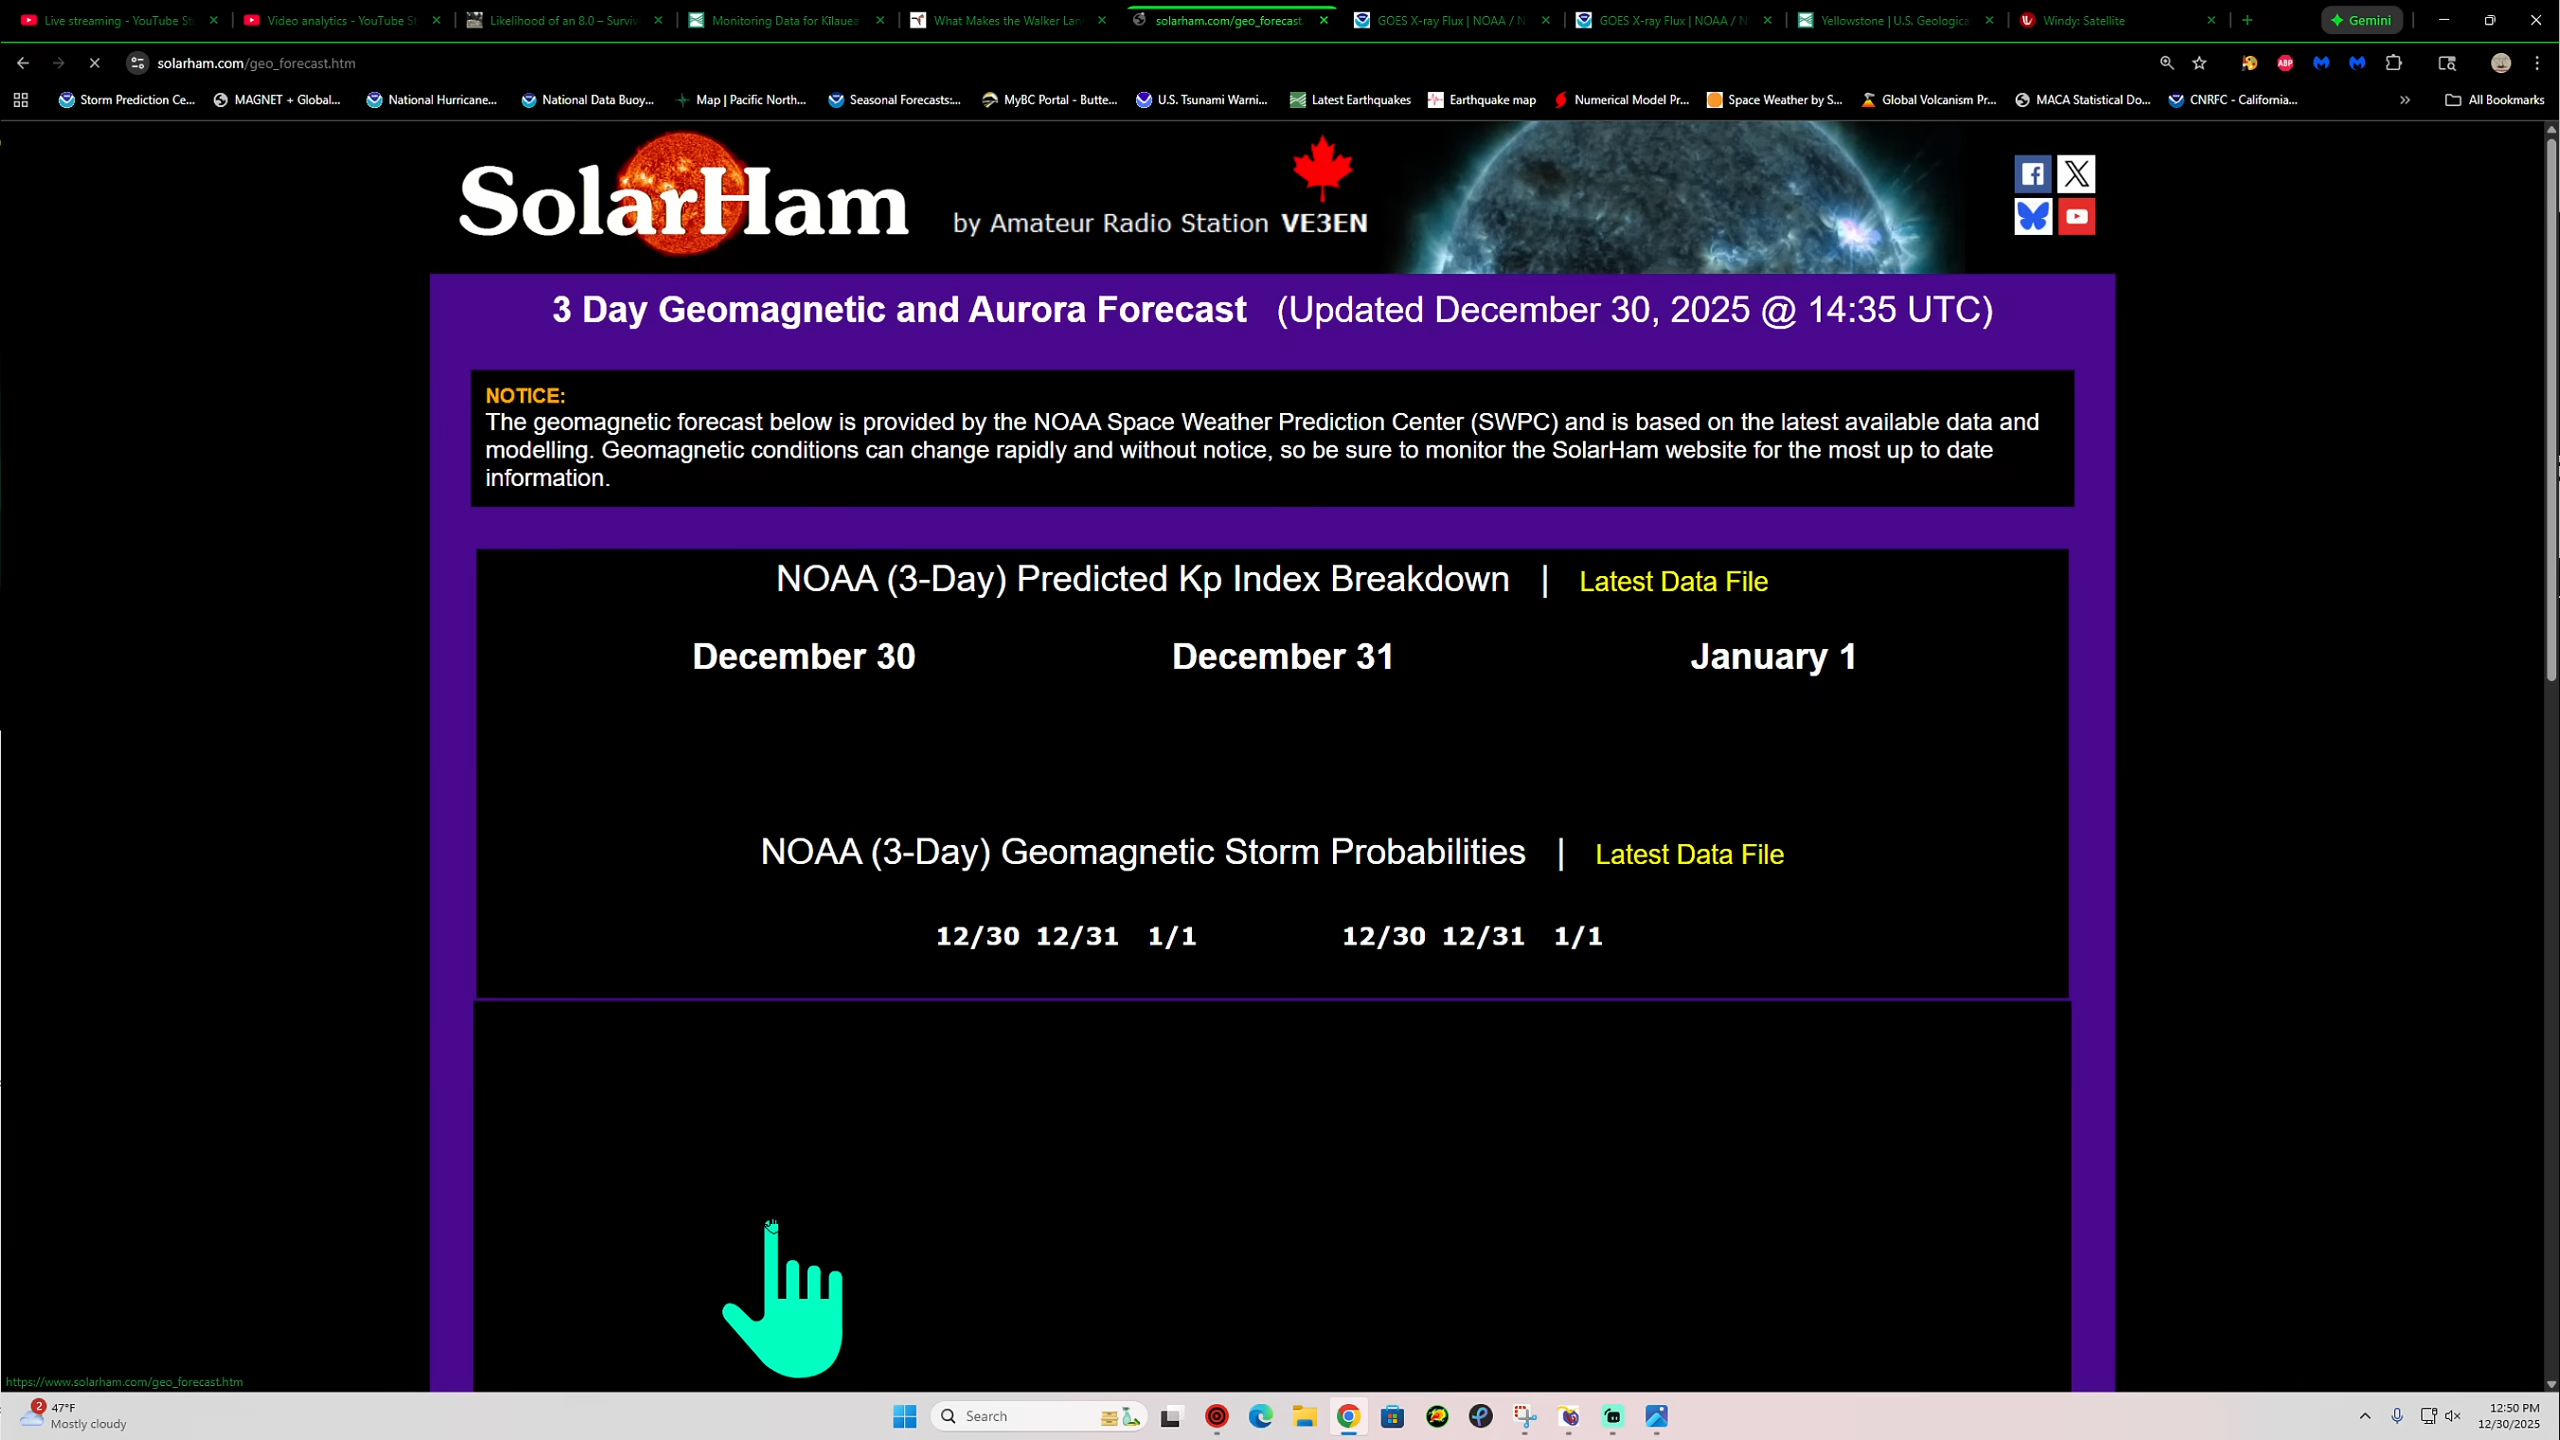 Live streaming - YouTube St
Video analytics - YouTube St
Likelihood of an 8.0 – Surviv
Monitoring Data for Kīlauea
What Makes the Walker Lan
solarham.com/geo_forecast.
GOES X-ray Flux | NOAA / N
GOES X-ray Flux | NOAA / N
Yellowstone | U.S. Geologica
Windy: Satellite
Gemini
solarham.com/geo_forecast.htm
ABP
Storm Prediction Ce...
MAGNET + Global...
National Hurricane...
National Data Buoy...
Map | Pacific North...
Seasonal Forecasts:...
MyBC Portal - Butte...
U.S. Tsunami Warni...
Latest Earthquakes
Earthquake map
Numerical Model Pr...
Space Weather by S...
Global Volcanism Pr...
MACA Statistical Do...
CNRFC - California...
All Bookmarks
SolarHam
by Amateur Radio Station VE3EN
3 Day Geomagnetic and Aurora Forecast (Updated December 30, 2025 @ 14:35 UTC)
NOTICE:
The geomagnetic forecast below is provided by the NOAA Space Weather Prediction Center (SWPC) and is based on the latest available data and
modelling. Geomagnetic conditions can change rapidly and without notice, so be sure to monitor the SolarHam website for the most up to date
information.
NOAA (3-Day) Predicted Kp Index Breakdown | Latest Data File
December 30 December 31 January 1
NOAA (3-Day) Geomagnetic Storm Probabilities | Latest Data File
12/30 12/31 1/1 12/30 12/31 1/1
https://www.solarham.com/geo_forecast.htm
2
47°F
Mostly cloudy
Search
12:50 PM
12/30/2025